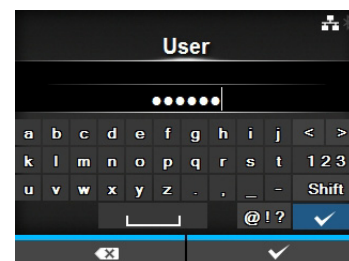 User
••••••
a b c d e f g h i j < >
k l m n o p q r s t 123
u v w x y z . , _ - Shift
@!?